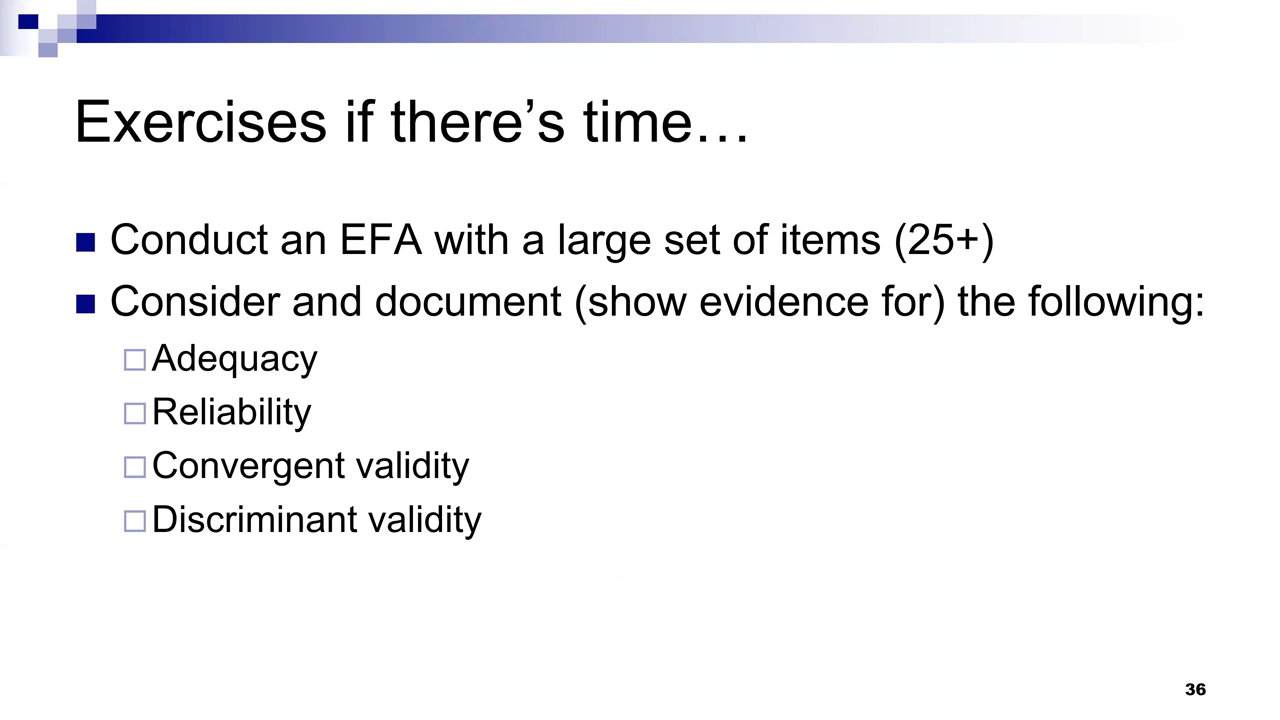 Exercises if there’s time…
Conduct an EFA with a large set of items (25+)
Consider and document (show evidence for) the following:
Adequacy
Reliability
Convergent validity
Discriminant validity
36